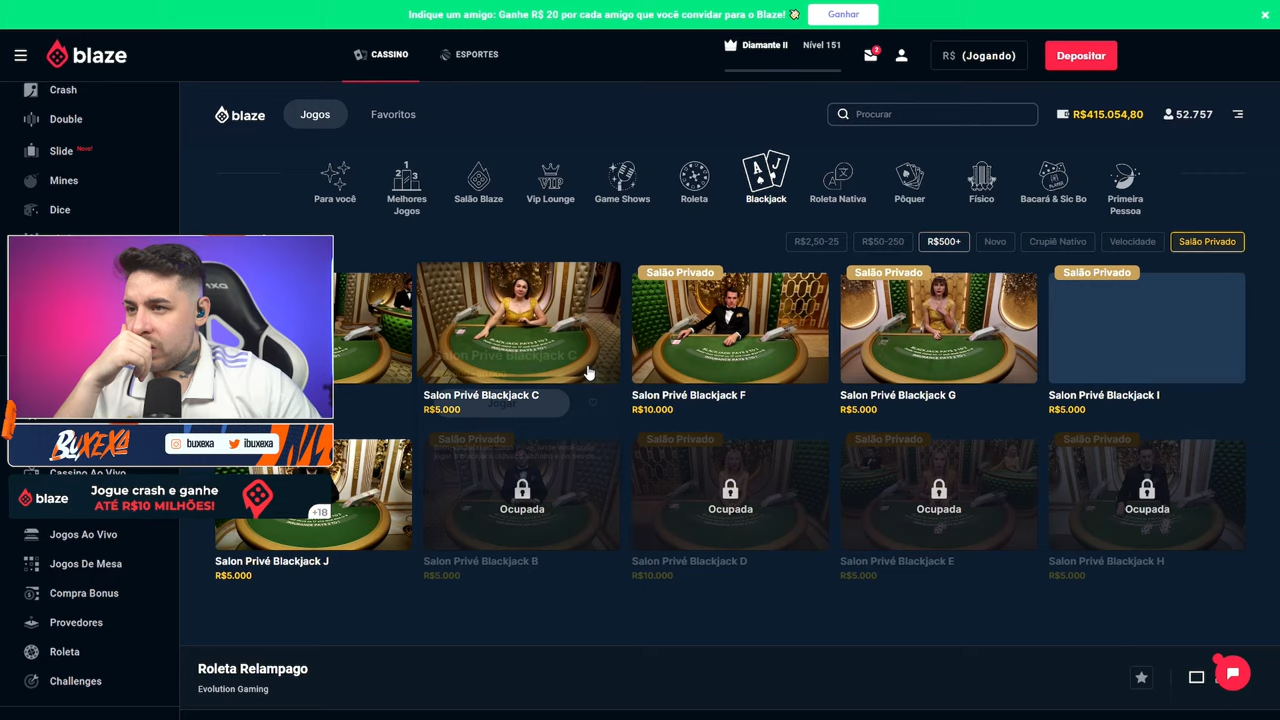 Indique um amigo: Ganhe R$ 20 por cada amigo que você convidar para o Blaze!
Ganhar
blaze
CASSINO
ESPORTES
Diamante II
Nível 151
2
R$ (Jogando)
Depositar
Crash
Double
Slide Novo!
Mines
Dice
blaze
Jogos
Favoritos
Procurar
R$415.054,80
52.757
Para você
Melhores
Jogos
Salão Blaze
Vip Lounge
Game Shows
Roleta
Blackjack
Roleta Nativa
Pôquer
Físico
Bacará & Sic Bo
Primeira
Pessoa
R$2,50-25
R$50-250
R$500+
Novo
Crupiê Nativo
Velocidade
Salão Privado
Salão Privado
Salão Privado
Salão Privado
Salon Privé Blackjack C
Salon Privé Blackjack C
R$5.000
Jogar
Salon Privé Blackjack F
R$10.000
Salon Privé Blackjack G
R$5.000
Salon Privé Blackjack I
R$5.000
BUXEXA
buxexa
ibuxexa
Cassino Ao Vivo
blaze
Jogue crash e ganhe
ATÉ R$10 MILHÕES!
+18
Salon Privé Blackjack J
R$5.000
Salão Privado
Ocupada
Salon Privé Blackjack B
R$5.000
Salão Privado
Ocupada
Salon Privé Blackjack D
R$10.000
Salão Privado
Ocupada
Salon Privé Blackjack E
R$5.000
Salão Privado
Ocupada
Salon Privé Blackjack H
R$5.000
Jogos Ao Vivo
Jogos De Mesa
Compra Bonus
Provedores
Roleta
Challenges
Roleta Relampago
Evolution Gaming